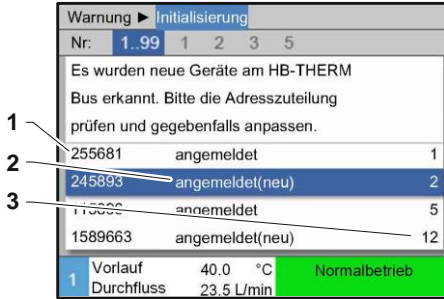 Warnung ► Initialisierung
Nr: 1..99 1 2 3 5
Es wurden neue Geräte am HB-THERM
Bus erkannt. Bitte die Adresszuteilung
prüfen und gegebenfalls anpassen.
1
255681 angemeldet 1
2
245893 angemeldet(neu) 2
3
angemeldet 5
1589663 angemeldet(neu) 12
1 Vorlauf 40.0 °C Normalbetrieb
Durchfluss 23.5 L/min